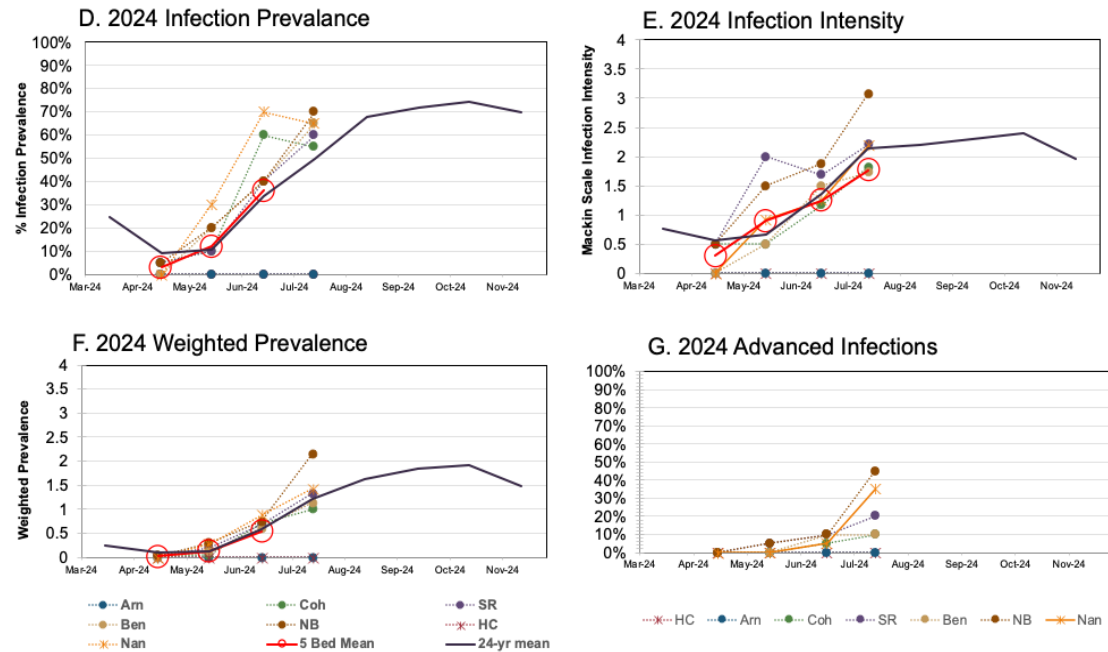 D. 2024 Infection Prevalance
100%
90%
80%
70%
60%
50%
40%
30%
20%
10%
0%
% Infection Prevalance
Mar-24 Apr-24 May-24 Jun-24 Jul-24 Aug-24 Sep-24 Oct-24 Nov-24
E. 2024 Infection Intensity
4
3.5
3
2.5
2
1.5
1
0.5
0
Mackin Scale Infection Intensity
Mar-24 Apr-24 May-24 Jun-24 Jul-24 Aug-24 Sep-24 Oct-24 Nov-24
F. 2024 Weighted Prevalence
4
3.5
3
2.5
2
1.5
1
0.5
0
Weighted Prevalence
Mar-24 Apr-24 May-24 Jun-24 Jul-24 Aug-24 Sep-24 Oct-24 Nov-24
Arn Coh SR
Ben NB HC
Nan 5 Bed Mean 24-yr mean
G. 2024 Advanced Infections
100%
90%
80%
70%
60%
50%
40%
30%
20%
10%
0%
Mar-24 Apr-24 May-24 Jun-24 Jul-24 Aug-24 Sep-24 Oct-24 Nov-24
HC Arn Coh SR Ben NB Nan